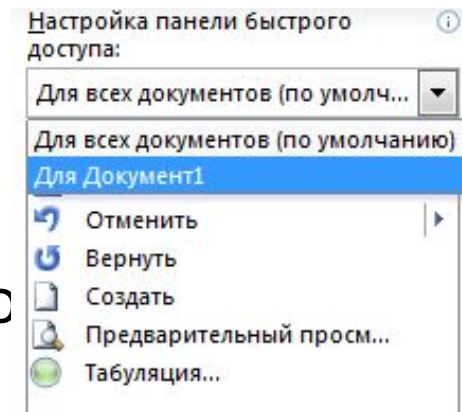 Настройка панели быстрого
доступа:
Для всех документов (по умолч...
Для всех документов (по умолчанию)
Для Документ1
Отменить
Вернуть
Создать
Предварительный просм...
Табуляция...